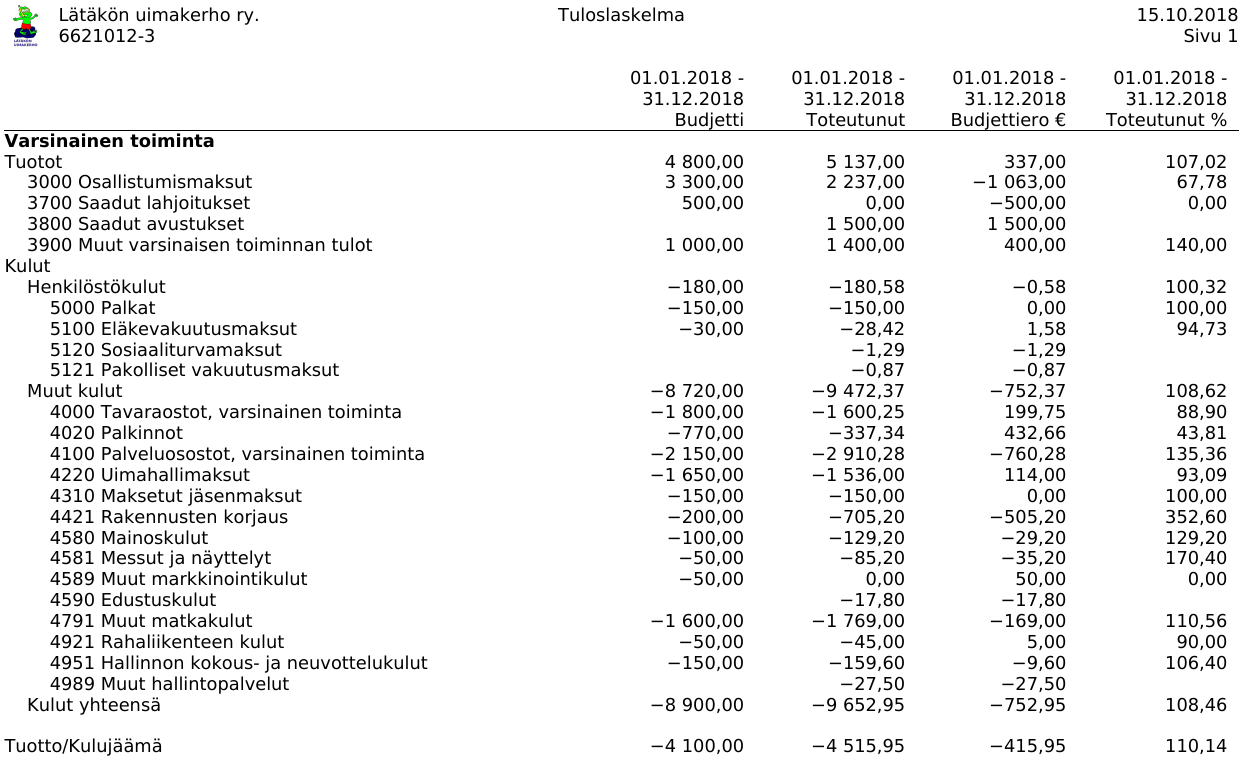 Lätäkön uimakerho ry. Tuloslaskelma 15.10.2018
6621012-3 Sivu 1
LÄTÄKÖN
UIMAKERHO
01.01.2018 - 01.01.2018 - 01.01.2018 - 01.01.2018 -
31.12.2018 31.12.2018 31.12.2018 31.12.2018
Budjetti Toteutunut Budjettiero € Toteutunut %
Varsinainen toiminta
Tuotot 4 800,00 5 137,00 337,00 107,02
3000 Osallistumismaksut 3 300,00 2 237,00 −1 063,00 67,78
3700 Saadut lahjoitukset 500,00 0,00 −500,00 0,00
3800 Saadut avustukset 1 500,00 1 500,00
3900 Muut varsinaisen toiminnan tulot 1 000,00 1 400,00 400,00 140,00
Kulut
Henkilöstökulut −180,00 −180,58 −0,58 100,32
5000 Palkat −150,00 −150,00 0,00 100,00
5100 Eläkevakuutusmaksut −30,00 −28,42 1,58 94,73
5120 Sosiaaliturvamaksut −1,29 −1,29
5121 Pakolliset vakuutusmaksut −0,87 −0,87
Muut kulut −8 720,00 −9 472,37 −752,37 108,62
4000 Tavaraostot, varsinainen toiminta −1 800,00 −1 600,25 199,75 88,90
4020 Palkinnot −770,00 −337,34 432,66 43,81
4100 Palveluosostot, varsinainen toiminta −2 150,00 −2 910,28 −760,28 135,36
4220 Uimahallimaksut −1 650,00 −1 536,00 114,00 93,09
4310 Maksetut jäsenmaksut −150,00 −150,00 0,00 100,00
4421 Rakennusten korjaus −200,00 −705,20 −505,20 352,60
4580 Mainoskulut −100,00 −129,20 −29,20 129,20
4581 Messut ja näyttelyt −50,00 −85,20 −35,20 170,40
4589 Muut markkinointikulut −50,00 0,00 50,00 0,00
4590 Edustuskulut −17,80 −17,80
4791 Muut matkakulut −1 600,00 −1 769,00 −169,00 110,56
4921 Rahaliikenteen kulut −50,00 −45,00 5,00 90,00
4951 Hallinnon kokous- ja neuvottelukulut −150,00 −159,60 −9,60 106,40
4989 Muut hallintopalvelut −27,50 −27,50
Kulut yhteensä −8 900,00 −9 652,95 −752,95 108,46
Tuotto/Kulujäämä −4 100,00 −4 515,95 −415,95 110,14